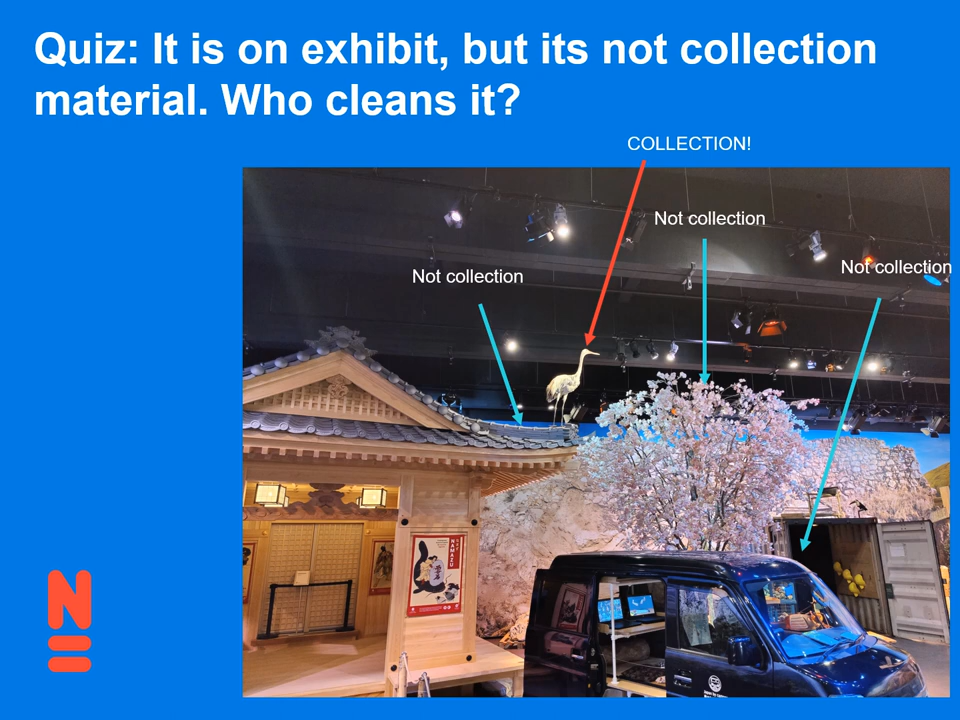 Quiz: It is on exhibit, but its not collection
material. Who cleans it?
COLLECTION!
Not collection
Not collection
Not collection
NAMAZU